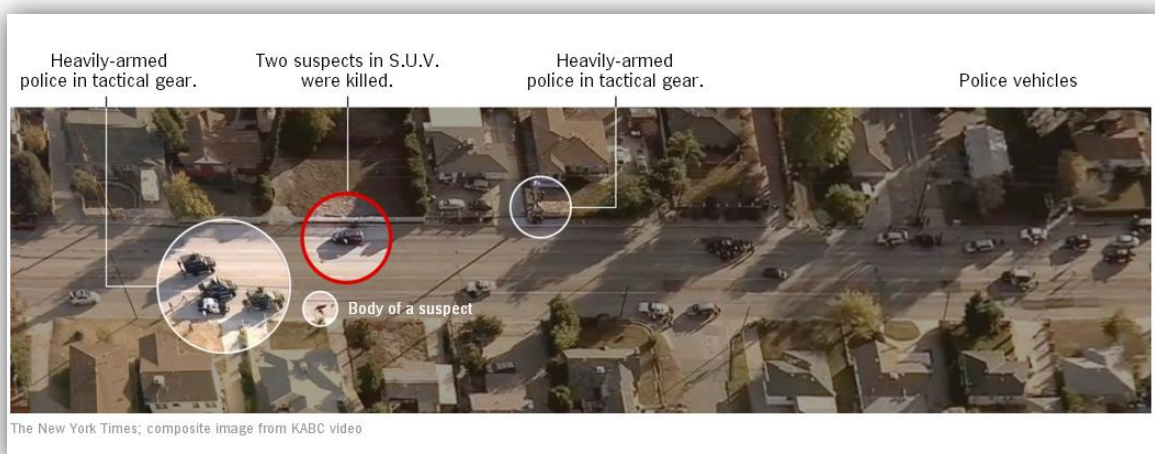 Heavily-armed
police in tactical gear.
Two suspects in S.U.V.
were killed.
Heavily-armed
police in tactical gear.
Police vehicles
Body of a suspect
The New York Times; composite image from KABC video